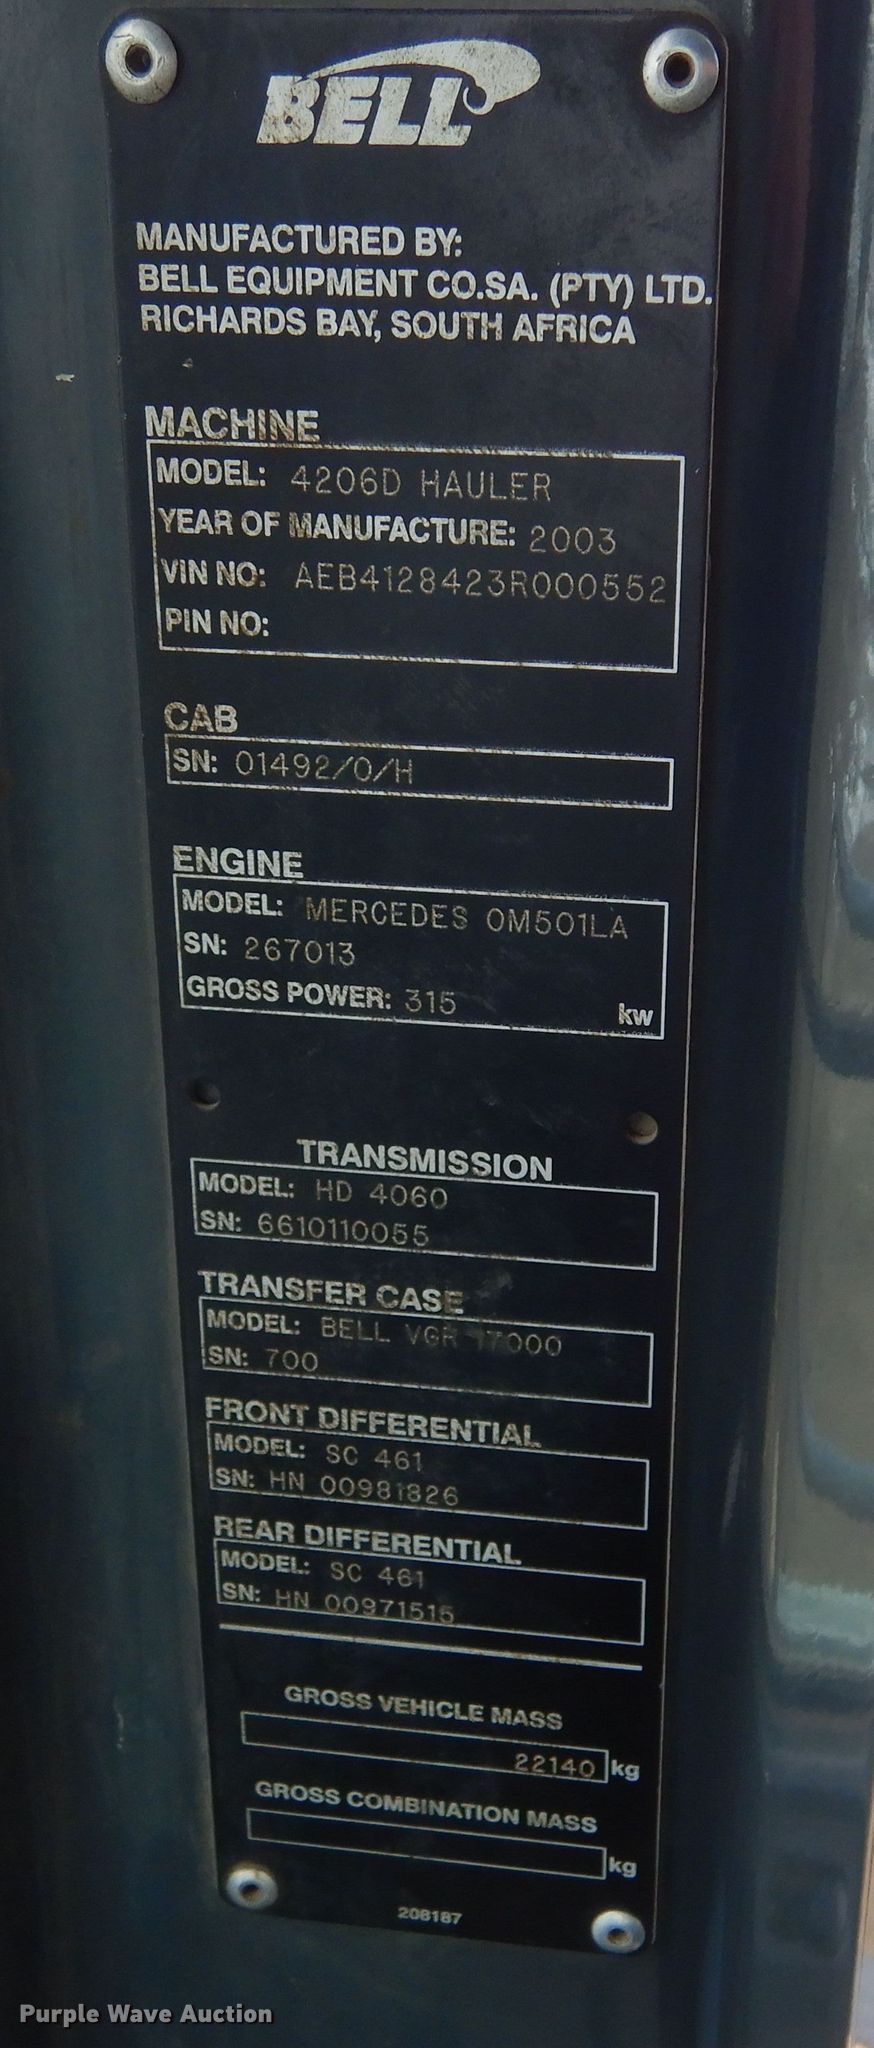 BELL
MANUFACTURED BY:
BELL EQUIPMENT CO.SA. (PTY) LTD.
RICHARDS BAY, SOUTH AFRICA
MACHINE
MODEL: 4206D HAULER
YEAR OF MANUFACTURE: 2003
VIN NO: AEB4128423R000552
PIN NO:
CAB
SN: 01492/0/H
ENGINE
MODEL: MERCEDES OM501LA
SN: 267013
GROSS POWER: 315 kw
TRANSMISSION
MODEL: HD 4060
SN: 6610110055
TRANSFER CASE
MODEL: BELL VGR 17000
SN: 700
FRONT DIFFERENTIAL
MODEL: SC 461
SN: HN 00981826
REAR DIFFERENTIAL
MODEL: SC 461
SN: HN 00971515
GROSS VEHICLE MASS
22140 kg
GROSS COMBINATION MASS
kg
208187
Purple Wave Auction